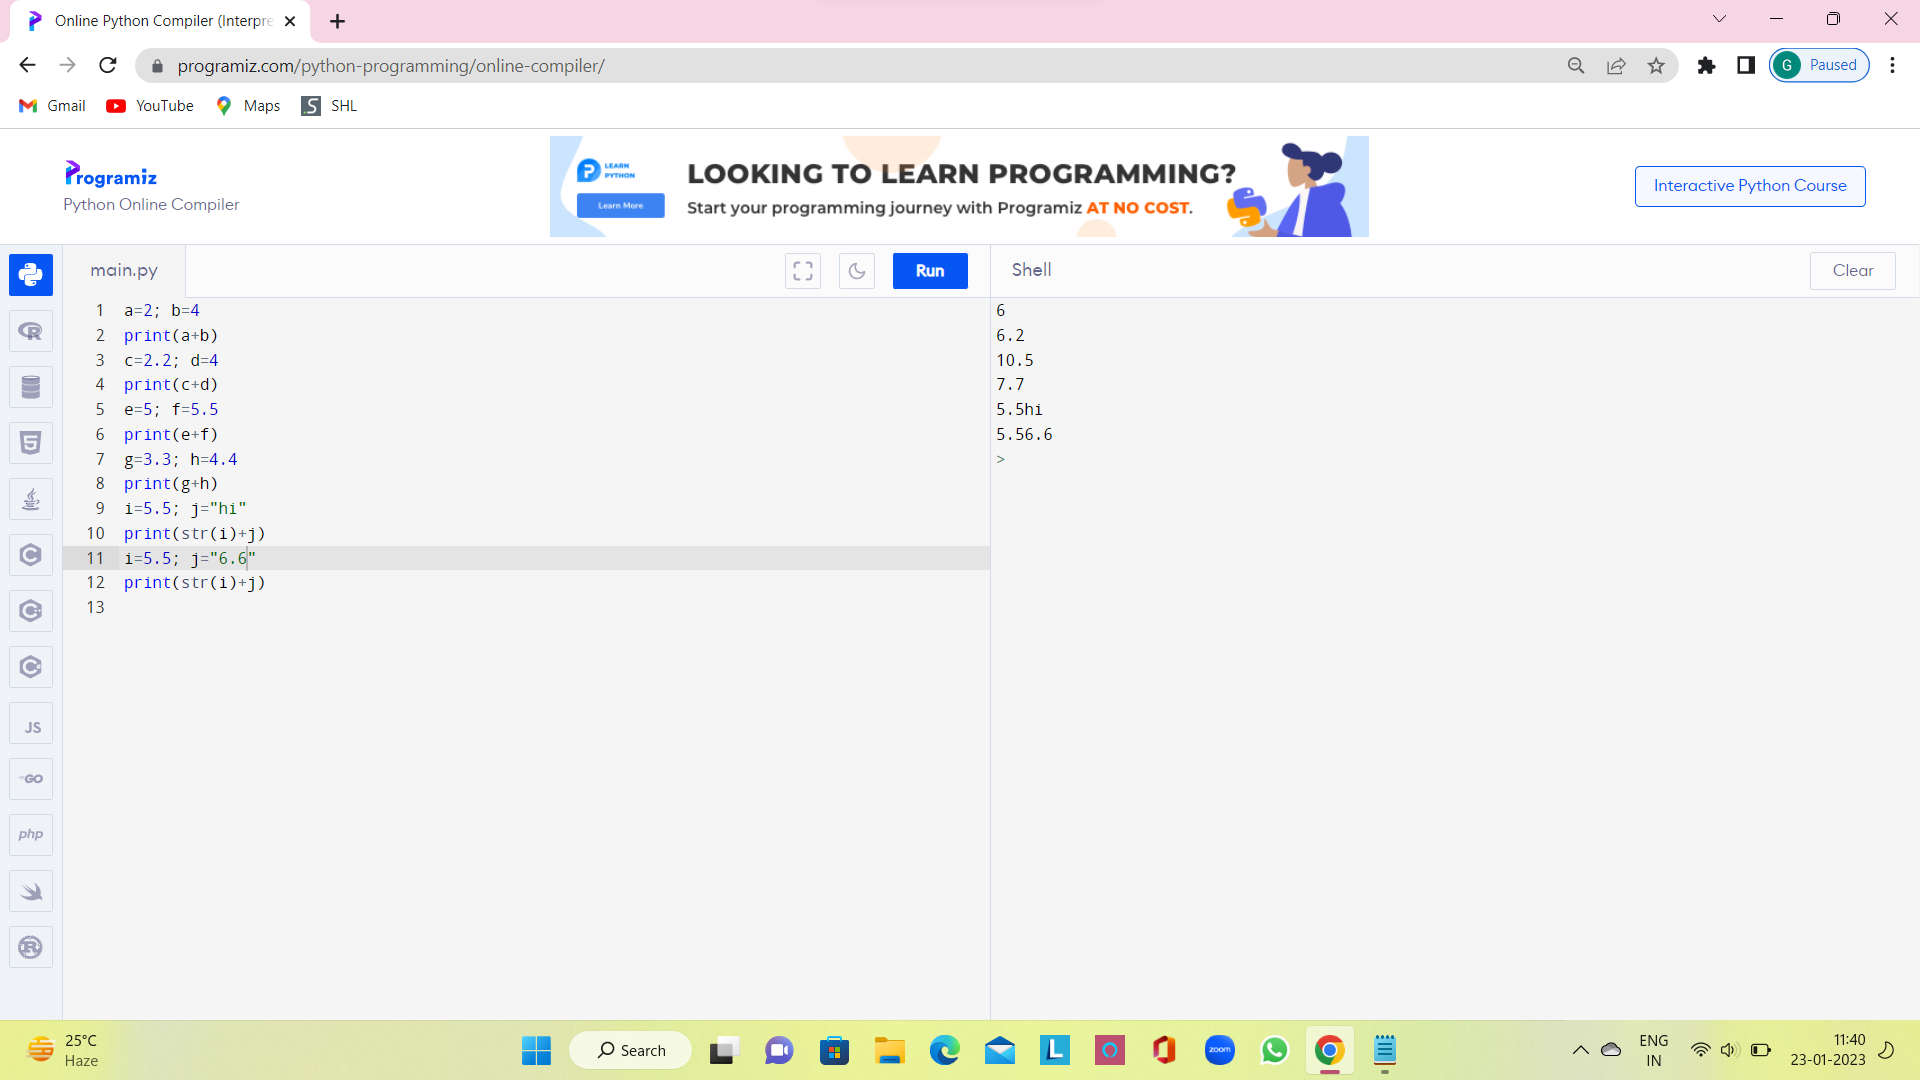 Online Python Compiler (Interpre
programiz.com/python-programming/online-compiler/
G Paused
Gmail YouTube Maps SHL
Programiz
Python Online Compiler
LEARN
PYTHON
Learn More
LOOKING TO LEARN PROGRAMMING?
Start your programming journey with Programiz AT NO COST.
Interactive Python Course
main.py
Run
Shell
Clear
1 a=2; b=4
2 print(a+b)
3 c=2.2; d=4
4 print(c+d)
5 e=5; f=5.5
6 print(e+f)
7 g=3.3; h=4.4
8 print(g+h)
9 i=5.5; j="hi"
10 print(str(i)+j)
11 i=5.5; j="6.6"
12 print(str(i)+j)
13
6
6.2
10.5
7.7
5.5hi
5.56.6
>
JS
GO
php
25°C
Haze
Search
zoom
ENG
IN
11:40
23-01-2023